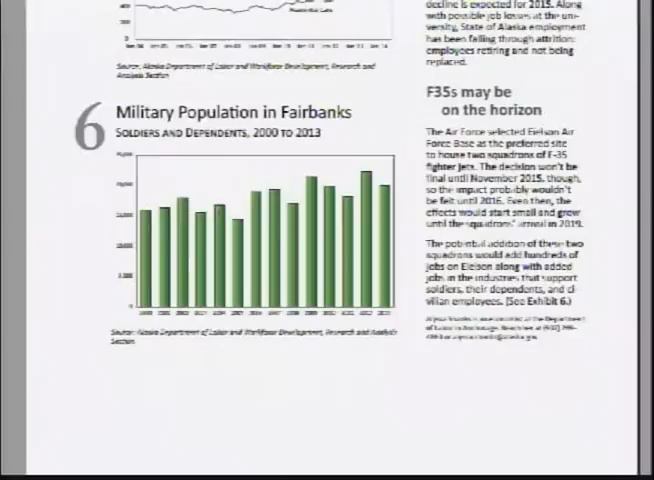 400
200
0
Source: Alaska Department of Labor and Workforce Development, Research and
Analysis Section
6
Military Population in Fairbanks
SOLDIERS AND DEPENDENTS, 2000 TO 2013
Source: Alaska Department of Labor and Workforce Development, Research and Analysis
Section
decline is expected for 2015. Along
with possible job losses at the uni-
versity, State of Alaska employment
has been falling through attrition:
employees retiring and not being
replaced.
F35s may be
on the horizon
The Air Force selected Eielson Air
Force Base as the preferred site
to house two squadrons of F-35
fighter jets. The decision won't be
final until November 2015, though,
so the impact probably wouldn't
be felt until 2016. Even then, the
effects would start small and grow
until the squadrons' arrival in 2019.
The potential addition of these two
squadrons would add hundreds of
jobs on Eielson along with added
jobs in the industries that support
soldiers, their dependents, and ci-
vilian employees. (See Exhibit 6.)